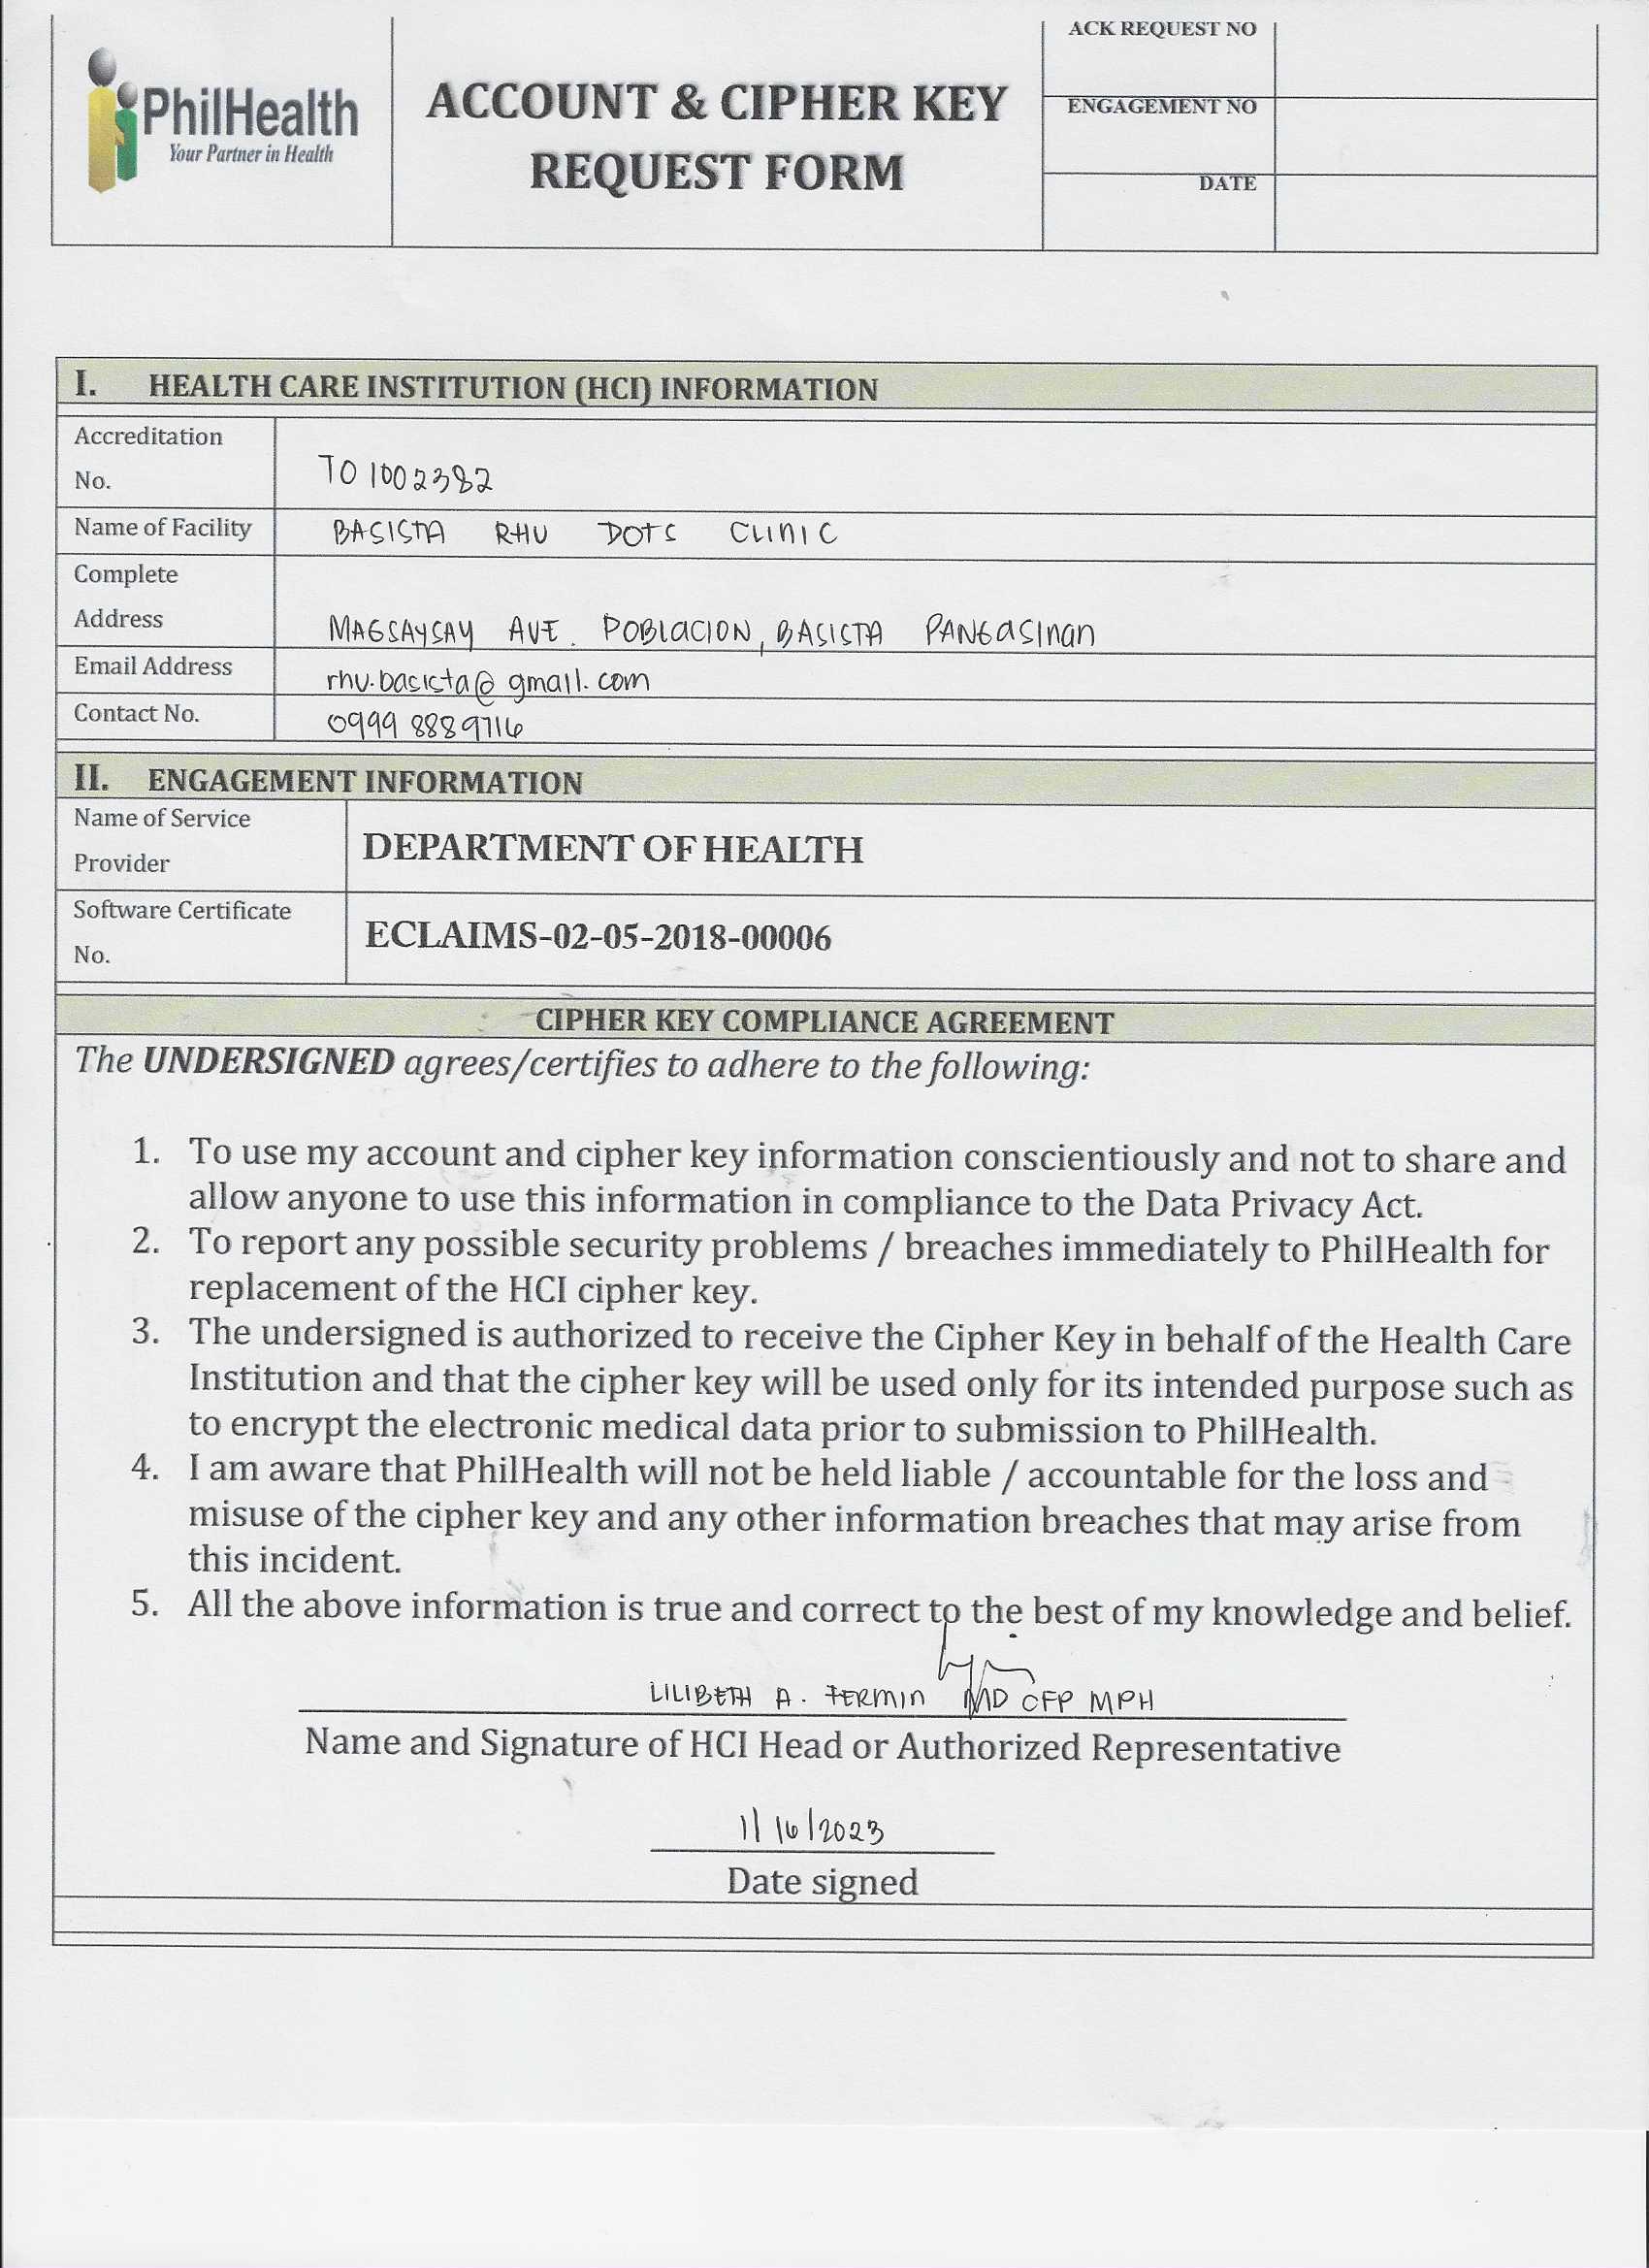 PhilHealth
Your Partner in Health
ACCOUNT & CIPHER KEY
REQUEST FORM
ACK REQUEST NO
ENGAGEMENT NO
DATE
I. HEALTH CARE INSTITUTION (HCI) INFORMATION
Accreditation
No.
T01002382
Name of Facility
BASISTA RHU DOTS CLINIC
Complete
Address
MAGSAYSAY AVE. POBLACION, BASISTA PANGASINAN
Email Address
rhu.basista@gmail.com
Contact No.
0999 8889716
II. ENGAGEMENT INFORMATION
Name of Service
Provider
DEPARTMENT OF HEALTH
Software Certificate
No.
ECLAIMS-02-05-2018-00006
CIPHER KEY COMPLIANCE AGREEMENT
The UNDERSIGNED agrees/certifies to adhere to the following:
1. To use my account and cipher key information conscientiously and not to share and
allow anyone to use this information in compliance to the Data Privacy Act.
2. To report any possible security problems / breaches immediately to PhilHealth for
replacement of the HCI cipher key.
3. The undersigned is authorized to receive the Cipher Key in behalf of the Health Care
Institution and that the cipher key will be used only for its intended purpose such as
to encrypt the electronic medical data prior to submission to PhilHealth.
4. I am aware that PhilHealth will not be held liable / accountable for the loss and
misuse of the cipher key and any other information breaches that may arise from
this incident.
5. All the above information is true and correct to the best of my knowledge and belief.
LILIBETH A. FERMIN MD CFP MPH
Name and Signature of HCI Head or Authorized Representative
1/16/2023
Date signed